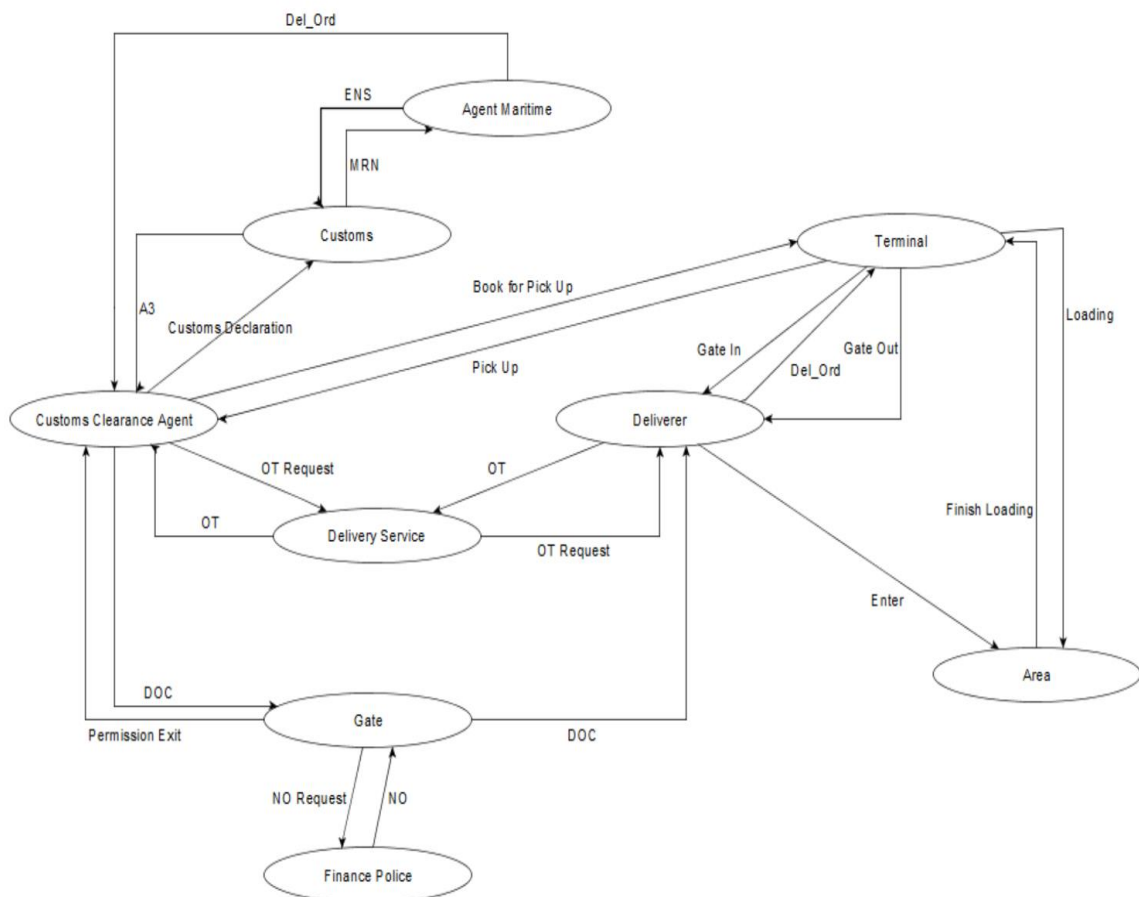 Del_Ord
ENS
Agent Maritime
MRN
Customs
Terminal
Book for Pick Up
A3
Customs Declaration
Loading
Gate In
Gate Out
Pick Up
Del_Ord
Customs Clearance Agent
Deliverer
OT Request
OT
Finish Loading
OT
Delivery Service
OT Request
Enter
Area
DOC
Gate
Permission Exit
DOC
NO Request
NO
Finance Police